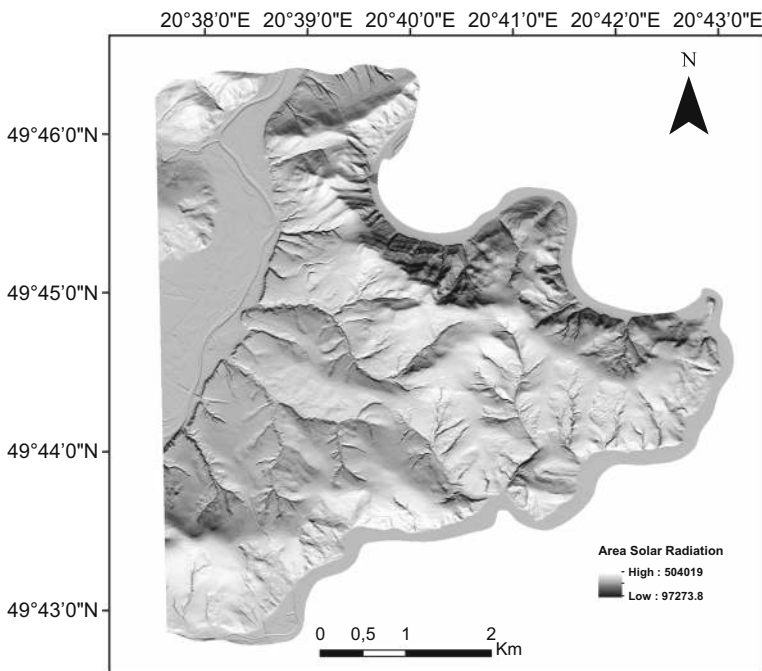 20°38'0"E 20°39'0"E 20°40'0"E 20°41'0"E 20°42'0"E 20°43'0"E
N
49°46'0"N
49°45'0"N
49°44'0"N
49°43'0"N
Area Solar Radiation
High : 504019
Low : 97273.8
0 0,5 1 2
Km